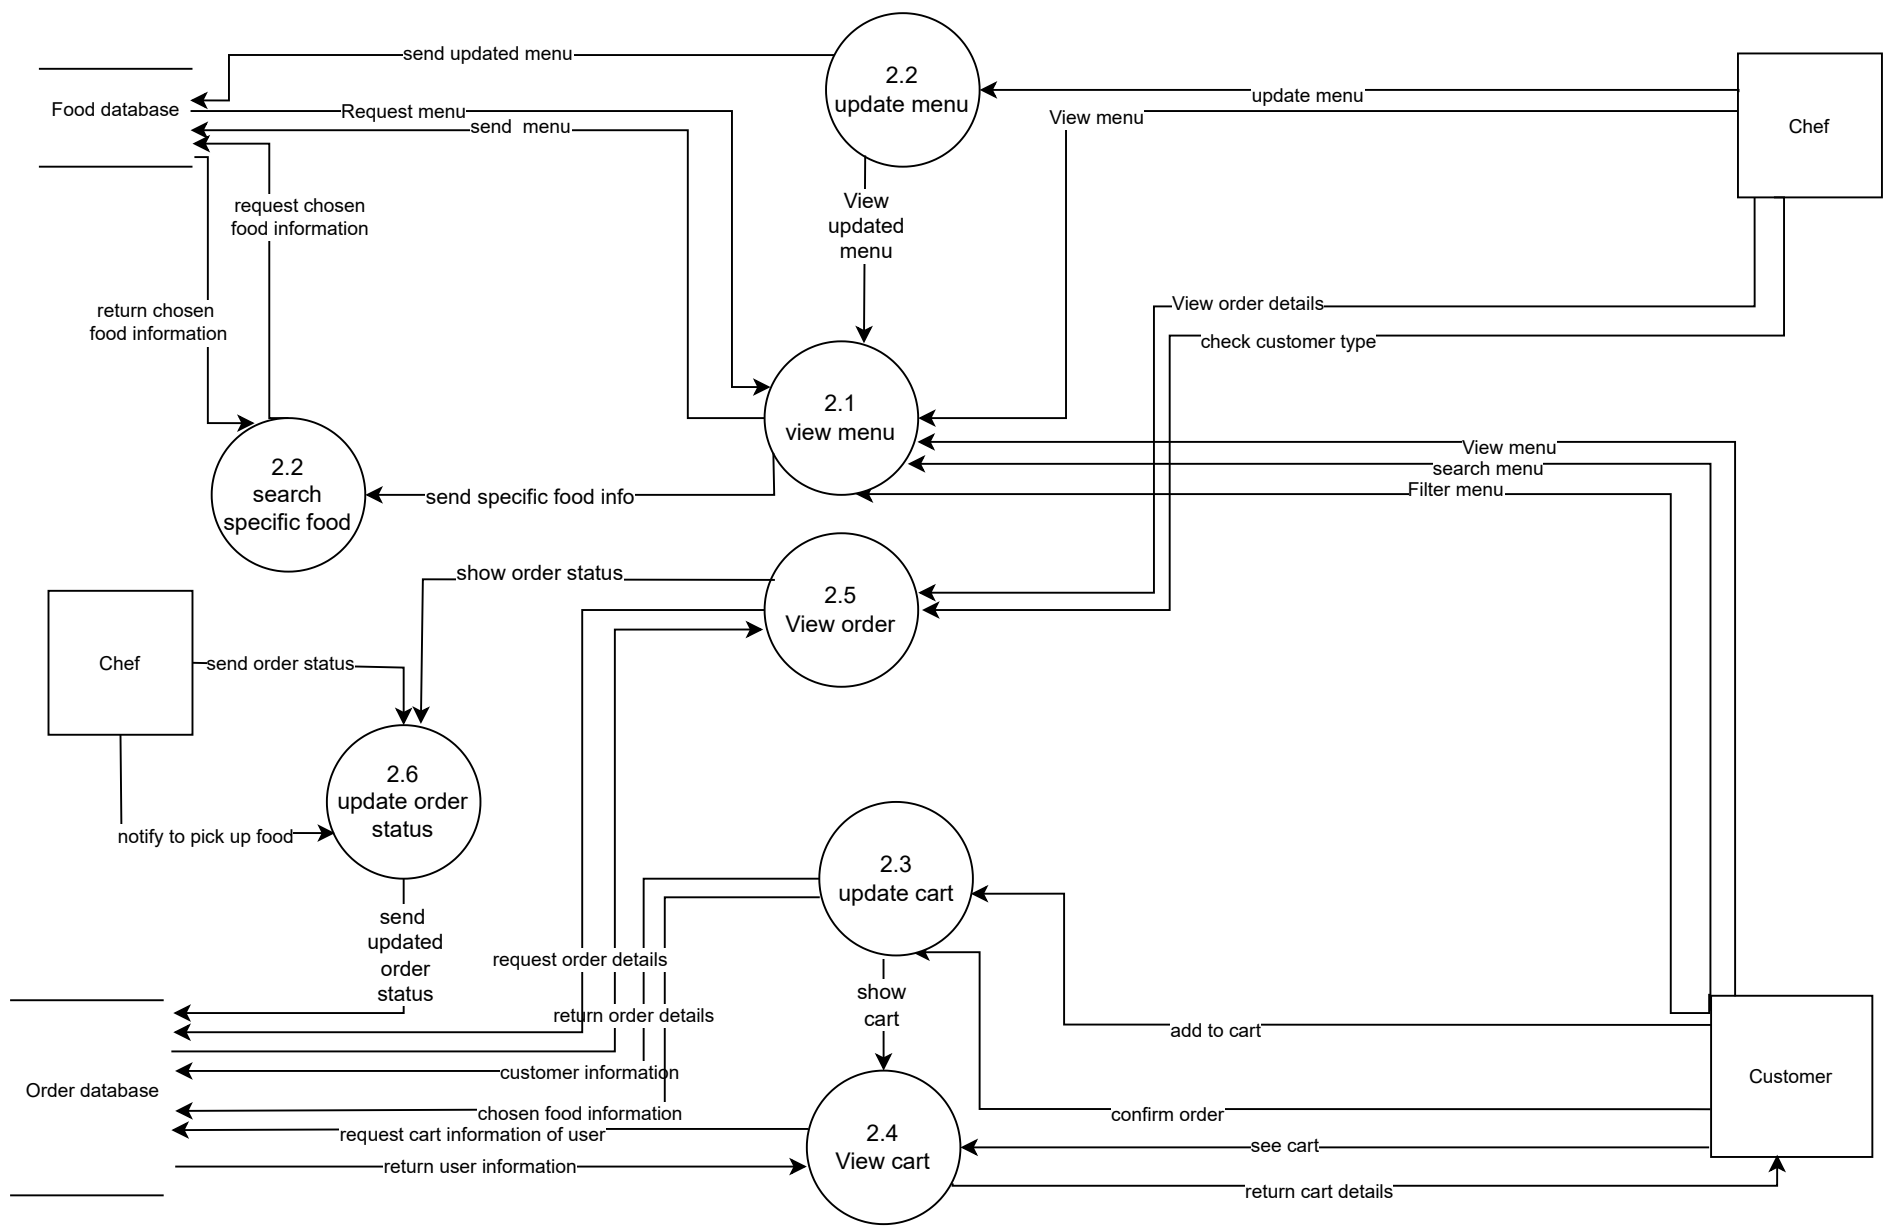 send updated menu
2.2
update menu
update menu
Chef
Food database
Request menu
send  menu
View menu
View
updated
menu
request chosen
food information
return chosen
food information
View order details
check customer type
2.1
view menu
View menu
search menu
Filter menu
2.2
search
specific food
send specific food info
show order status
2.5
View order
Chef
send order status
2.6
update order
status
notify to pick up food
2.3
update cart
send
updated
order
status
request order details
show
cart
return order details
add to cart
customer information
Order database
Customer
chosen food information
confirm order
request cart information of user
2.4
View cart
see cart
return user information
return cart details